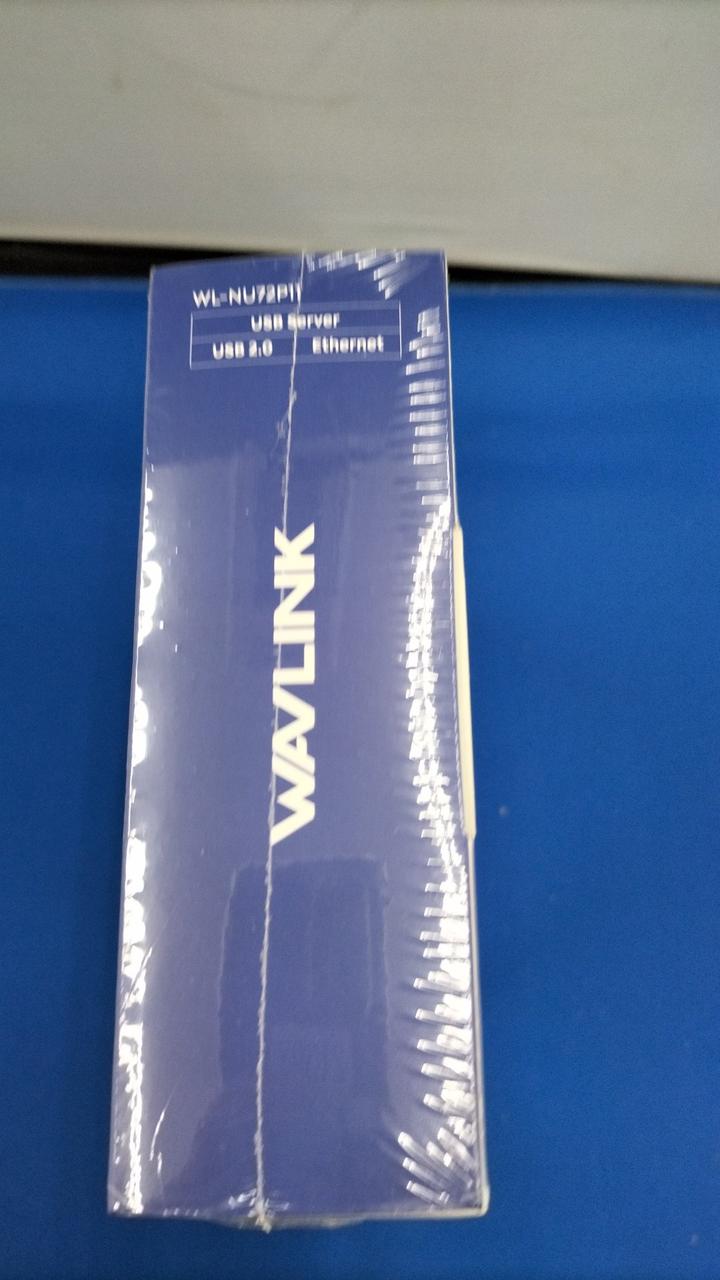 WL-NU72P11
USB Server
USB 2.0 Ethernet
WAVLINK